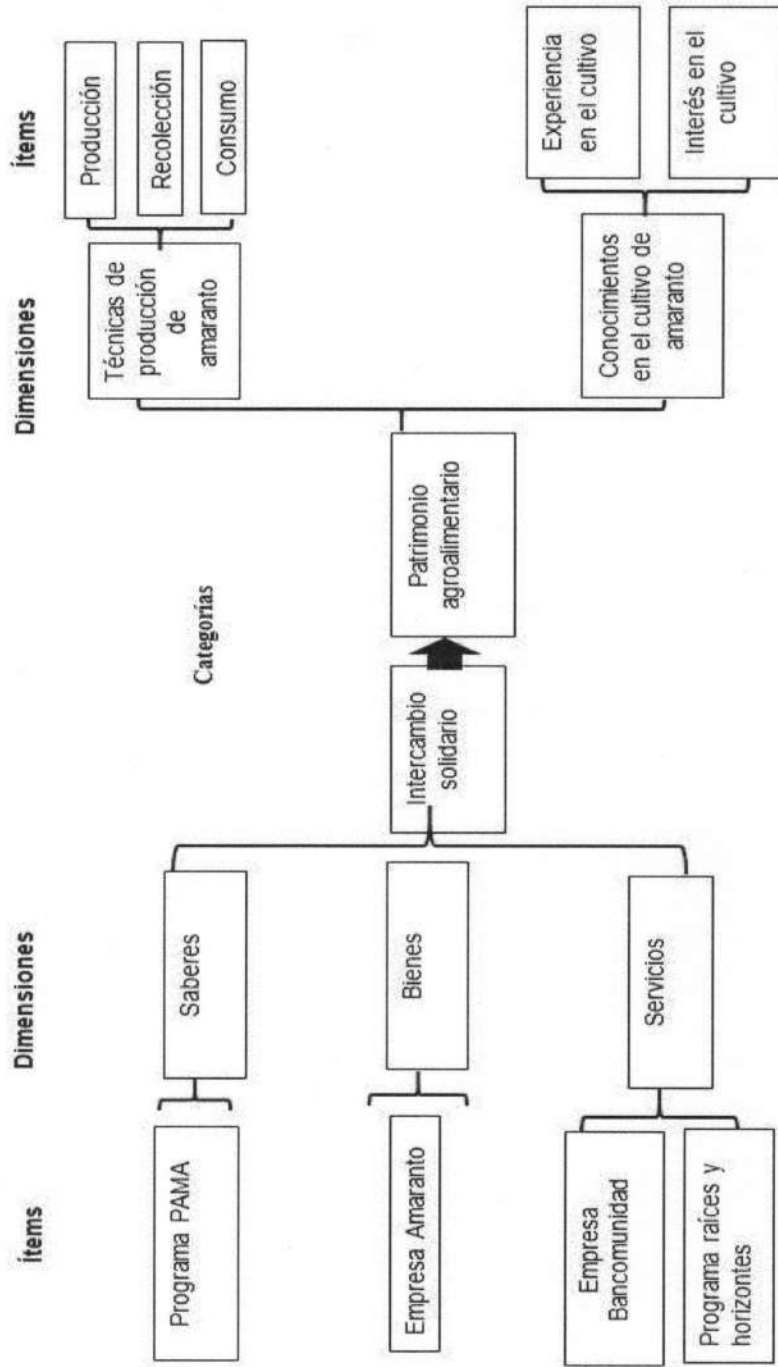 Ítems
Dimensiones
Categorías
Dimensiones
Ítems
Programa PAMA
Saberes
Empresa Amaranto
Bienes
Empresa
Bancomunidad
Programa raíces y
horizontes
Servicios
Intercambio
solidario
Patrimonio
agroalimentario
Técnicas de
producción
de
amaranto
Producción
Recolección
Consumo
Conocimientos
en el cultivo de
amaranto
Experiencia
en el cultivo
Interés en el
cultivo